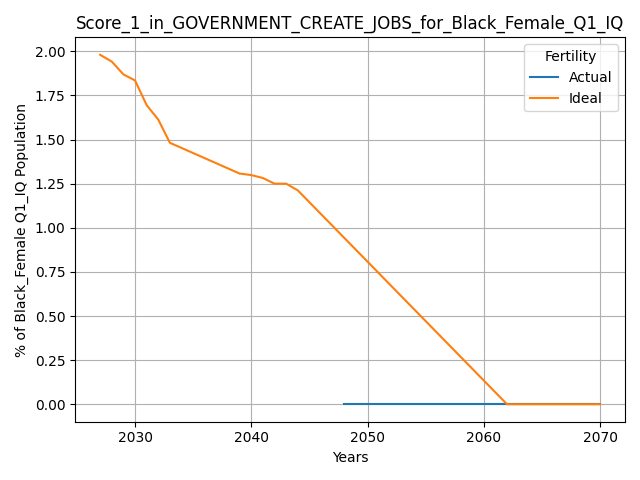 Score_1_in_GOVERNMENT_CREATE_JOBS_for_Black_Female_Q1_IQ
Fertility
Actual
Ideal
% of Black_Female Q1_IQ Population
2.00
1.75
1.50
1.25
1.00
0.75
0.50
0.25
0.00
2030
2040
2050
2060
2070
Years